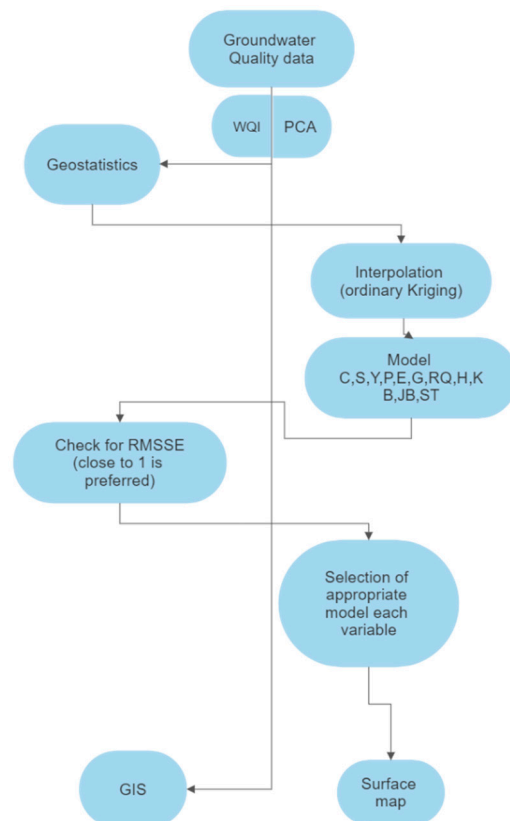 Groundwater
Quality data
WQI
PCA
Geostatistics
Interpolation
(ordinary Kriging)
Model
C,S,Y,P,E,G,RQ,H,K
B,JB,ST
Check for RMSSE
(close to 1 is
preferred)
Selection of
appropriate
model each
variable
GIS
Surface
map